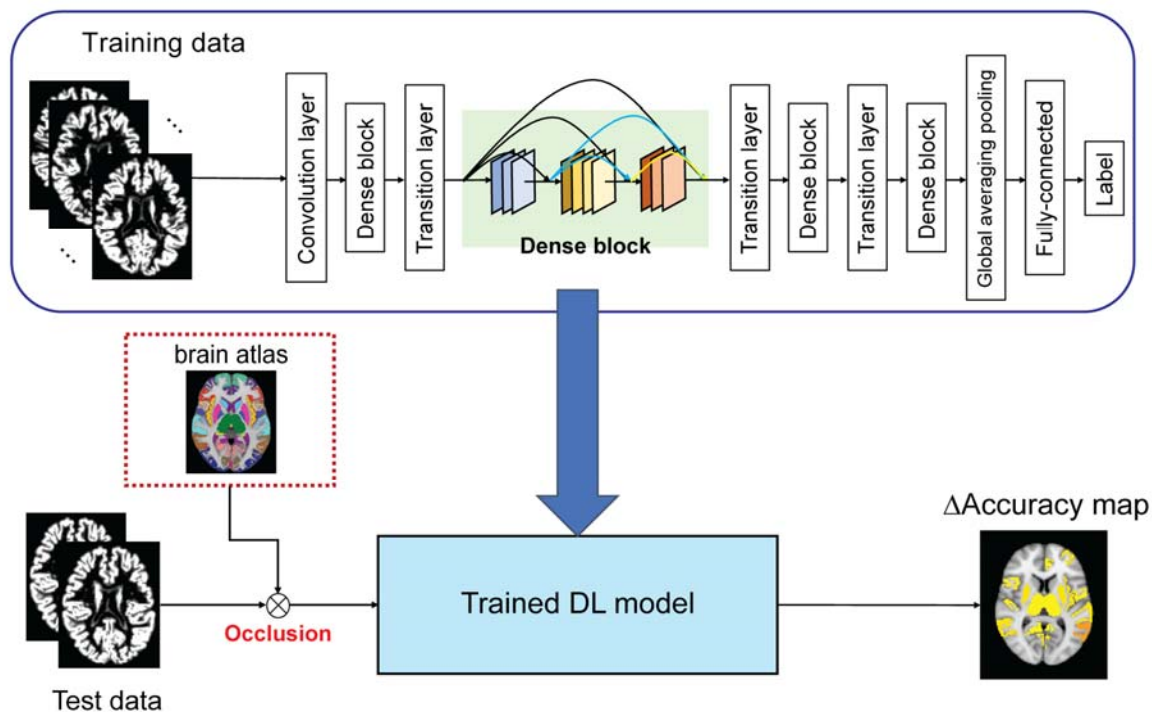 Training data
...
...
Convolution layer
Dense block
Transition layer
Dense block
Transition layer
Dense block
Transition layer
Dense block
Global averaging pooling
Fully-connected
Label
brain atlas
Occlusion
Test data
Trained DL model
ΔAccuracy map